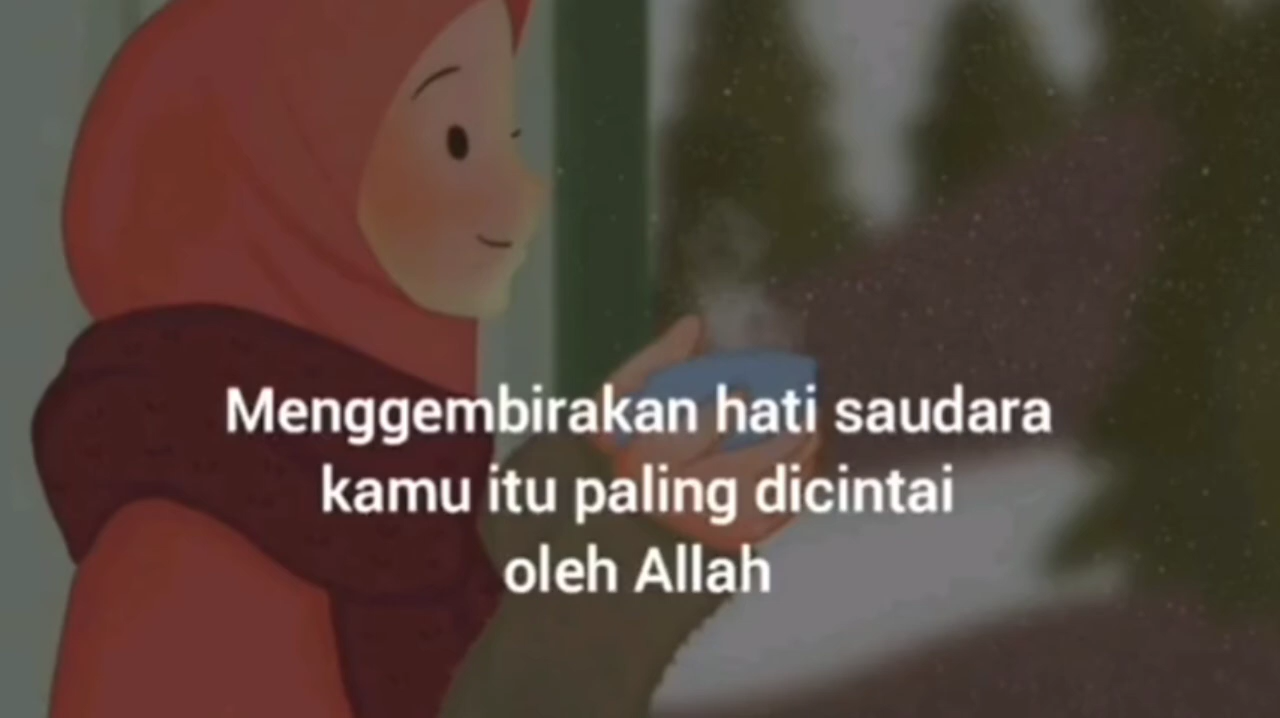 Menggembirakan hati saudara
kamu itu paling dicintai
oleh Allah